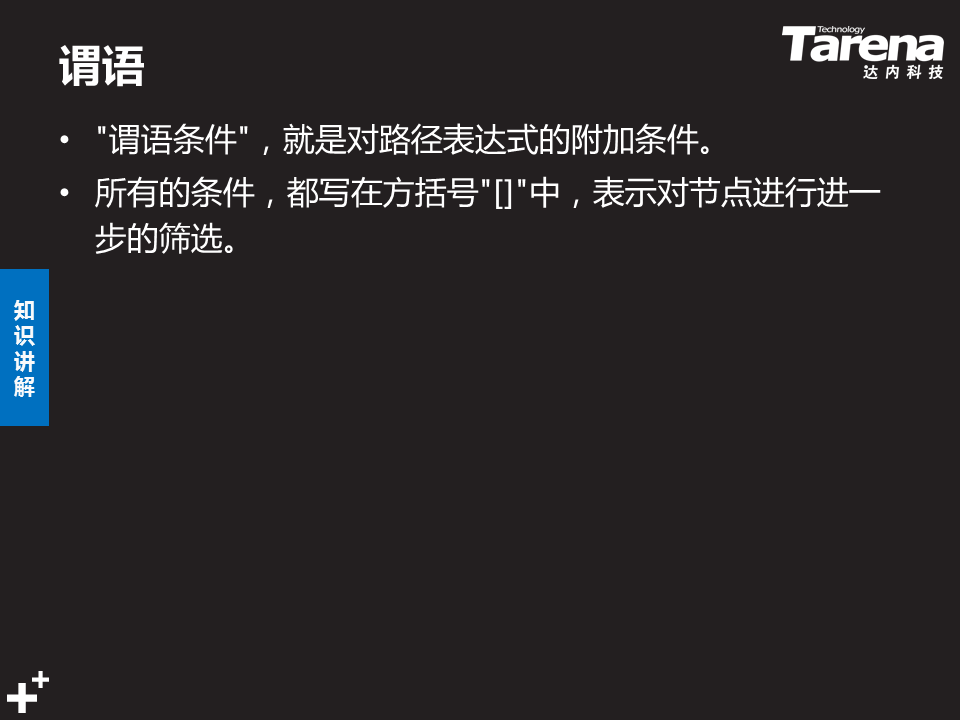 谓语
Technology
Tarena
达内科技
• "谓语条件"，就是对路径表达式的附加条件。
• 所有的条件，都写在方括号"[]"中，表示对节点进行进一
步的筛选。
知
识
讲
解